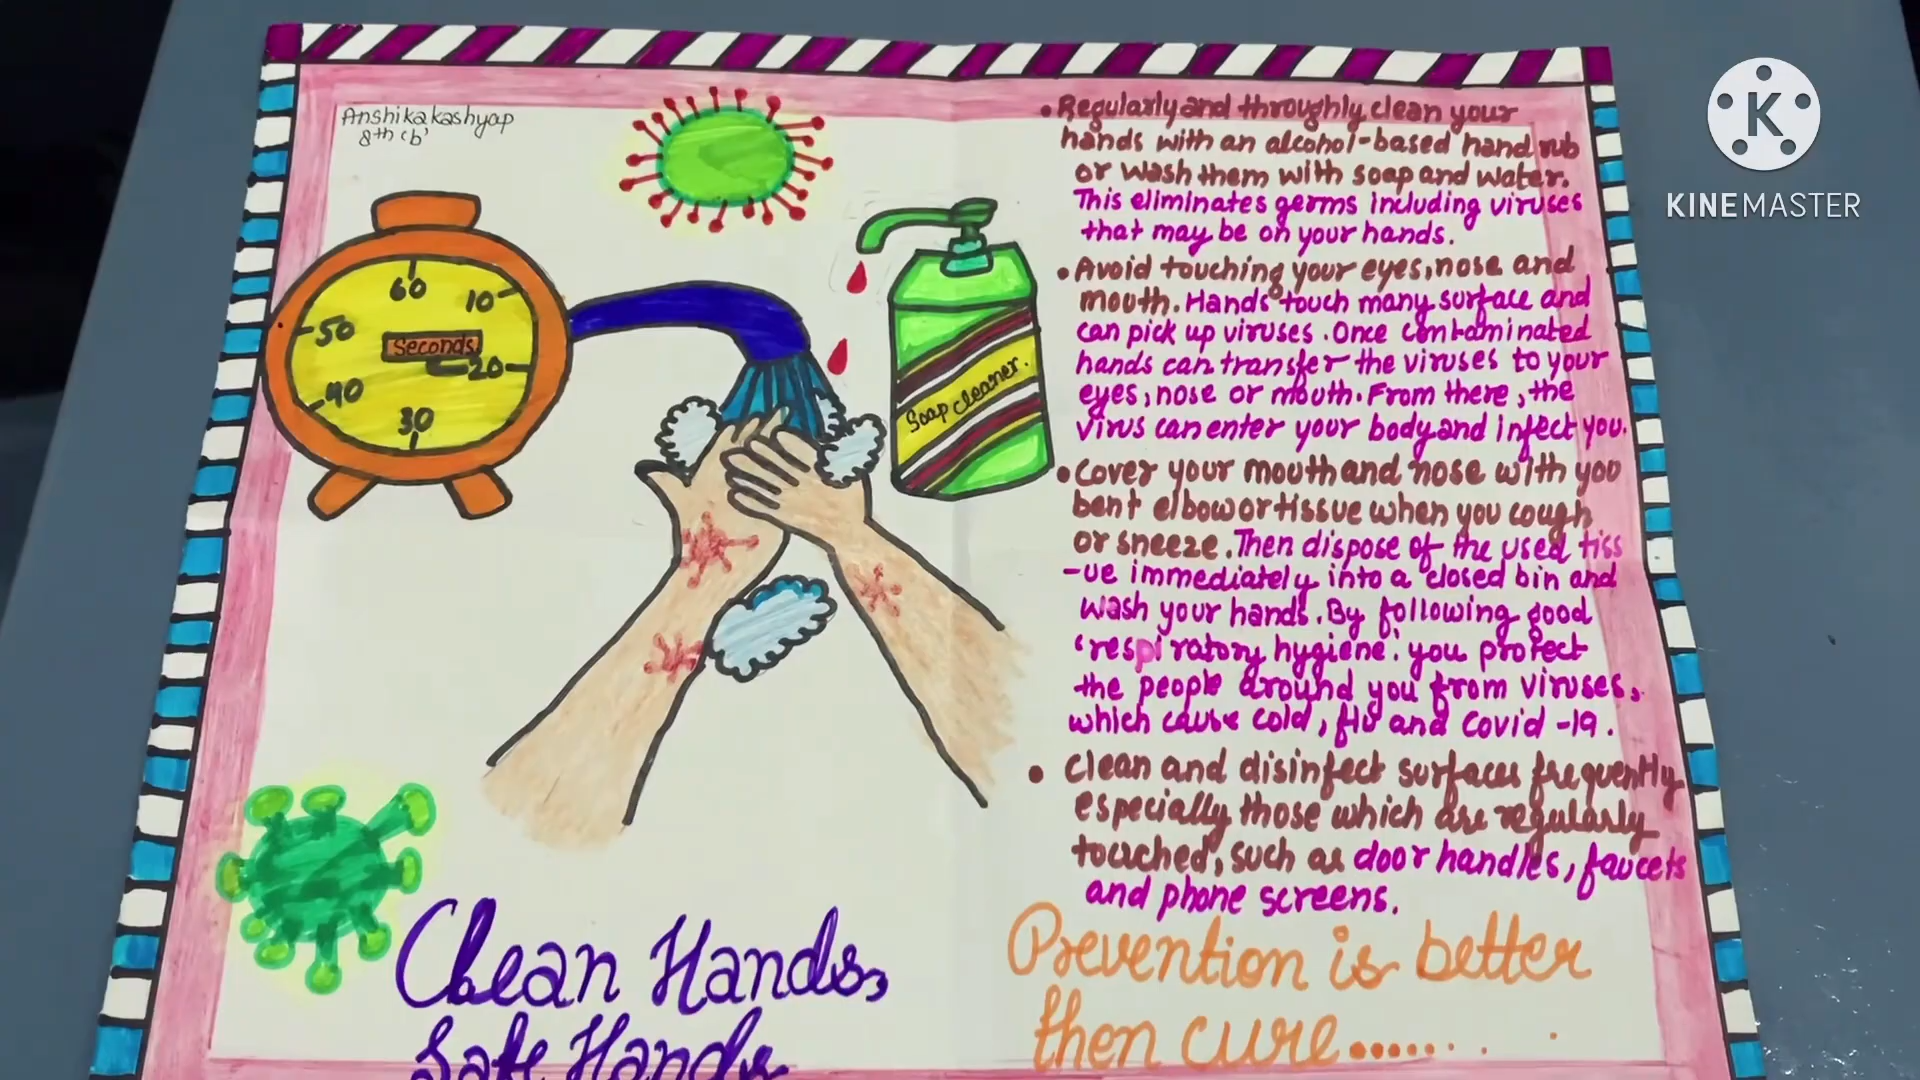 Anshika kashyap
8th 'b'
60
10
50
Seconds
20
40
30
Soap cleaner.
• Regularly and throughly clean your
hands with an alcohol-based hand rub
or wash them with soap and water.
This eliminates germs including viruses
that may be on your hands.
• Avoid touching your eyes, nose and
mouth. Hands touch many surface and
can pick up viruses. Once contaminated
hands can transfer the viruses to your
eyes, nose or mouth. From there, the
virus can enter your body and infect you.
• Cover your mouth and nose with you
bent elbow or tissue when you cough
or sneeze. Then dispose of the used tiss
-ue immediately into a closed bin and
wash your hands. By following good
'respiratory hygiene'. you protect
the people around you from viruses,
which cause cold, flu and covid -19.
• Clean and disinfect surfaces frequently
especially those which are regularly
touched, such as door handles, faucets
and phone screens.
Clean Hands,
Safe Hands
Prevention is better
then cure.......
K
KINEMASTER